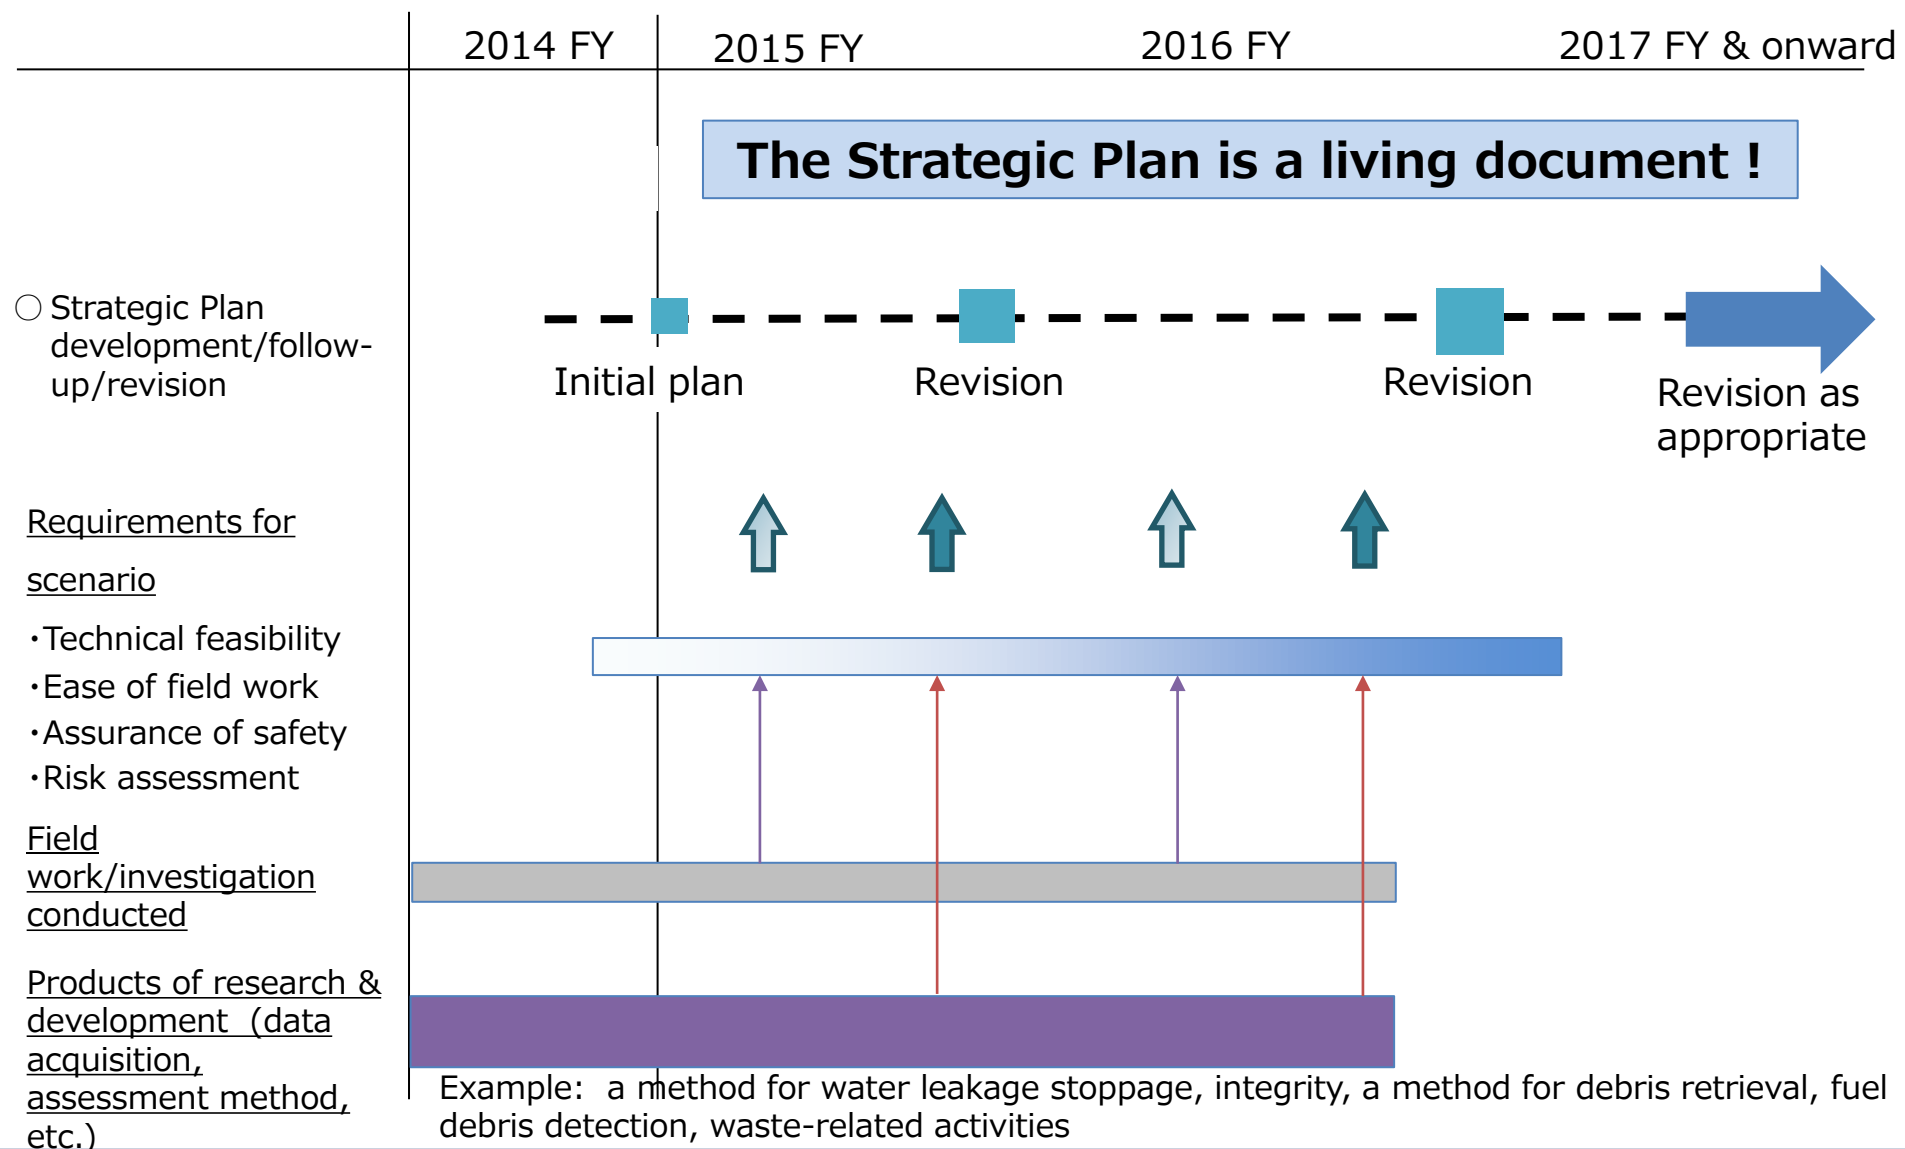 2014 FY
2015 FY
2016 FY
2017 FY & onward
The Strategic Plan is a living document !
○ Strategic Plan
development/follow-
up/revision
Initial plan
Revision
Revision
Revision as
appropriate
Requirements for
scenario
・Technical feasibility
・Ease of field work
・Assurance of safety
・Risk assessment
Field
work/investigation
conducted
Products of research &
development (data
acquisition,
assessment method,
etc.)
Example: a method for water leakage stoppage, integrity, a method for debris retrieval, fuel
debris detection, waste-related activities